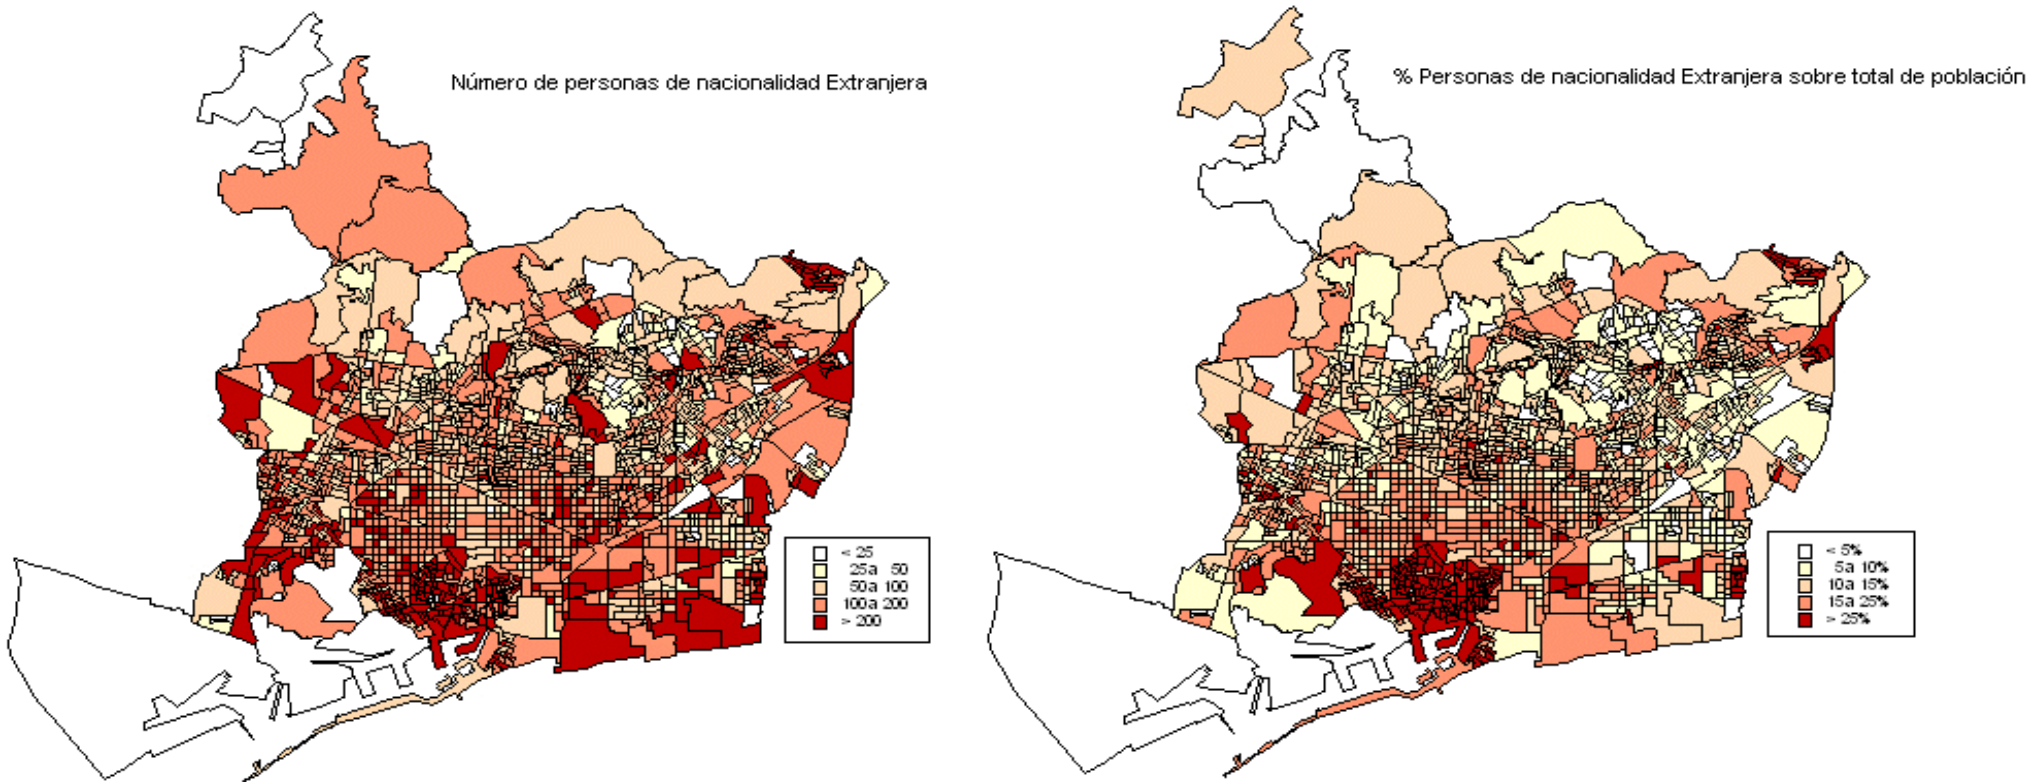 Número de personas de nacionalidad Extranjera
% Personas de nacionalidad Extranjera sobre total de población
< 25
25a 50
50a 100
100a 200
> 200
< 5%
5a 10%
10a 15%
15a 25%
> 25%